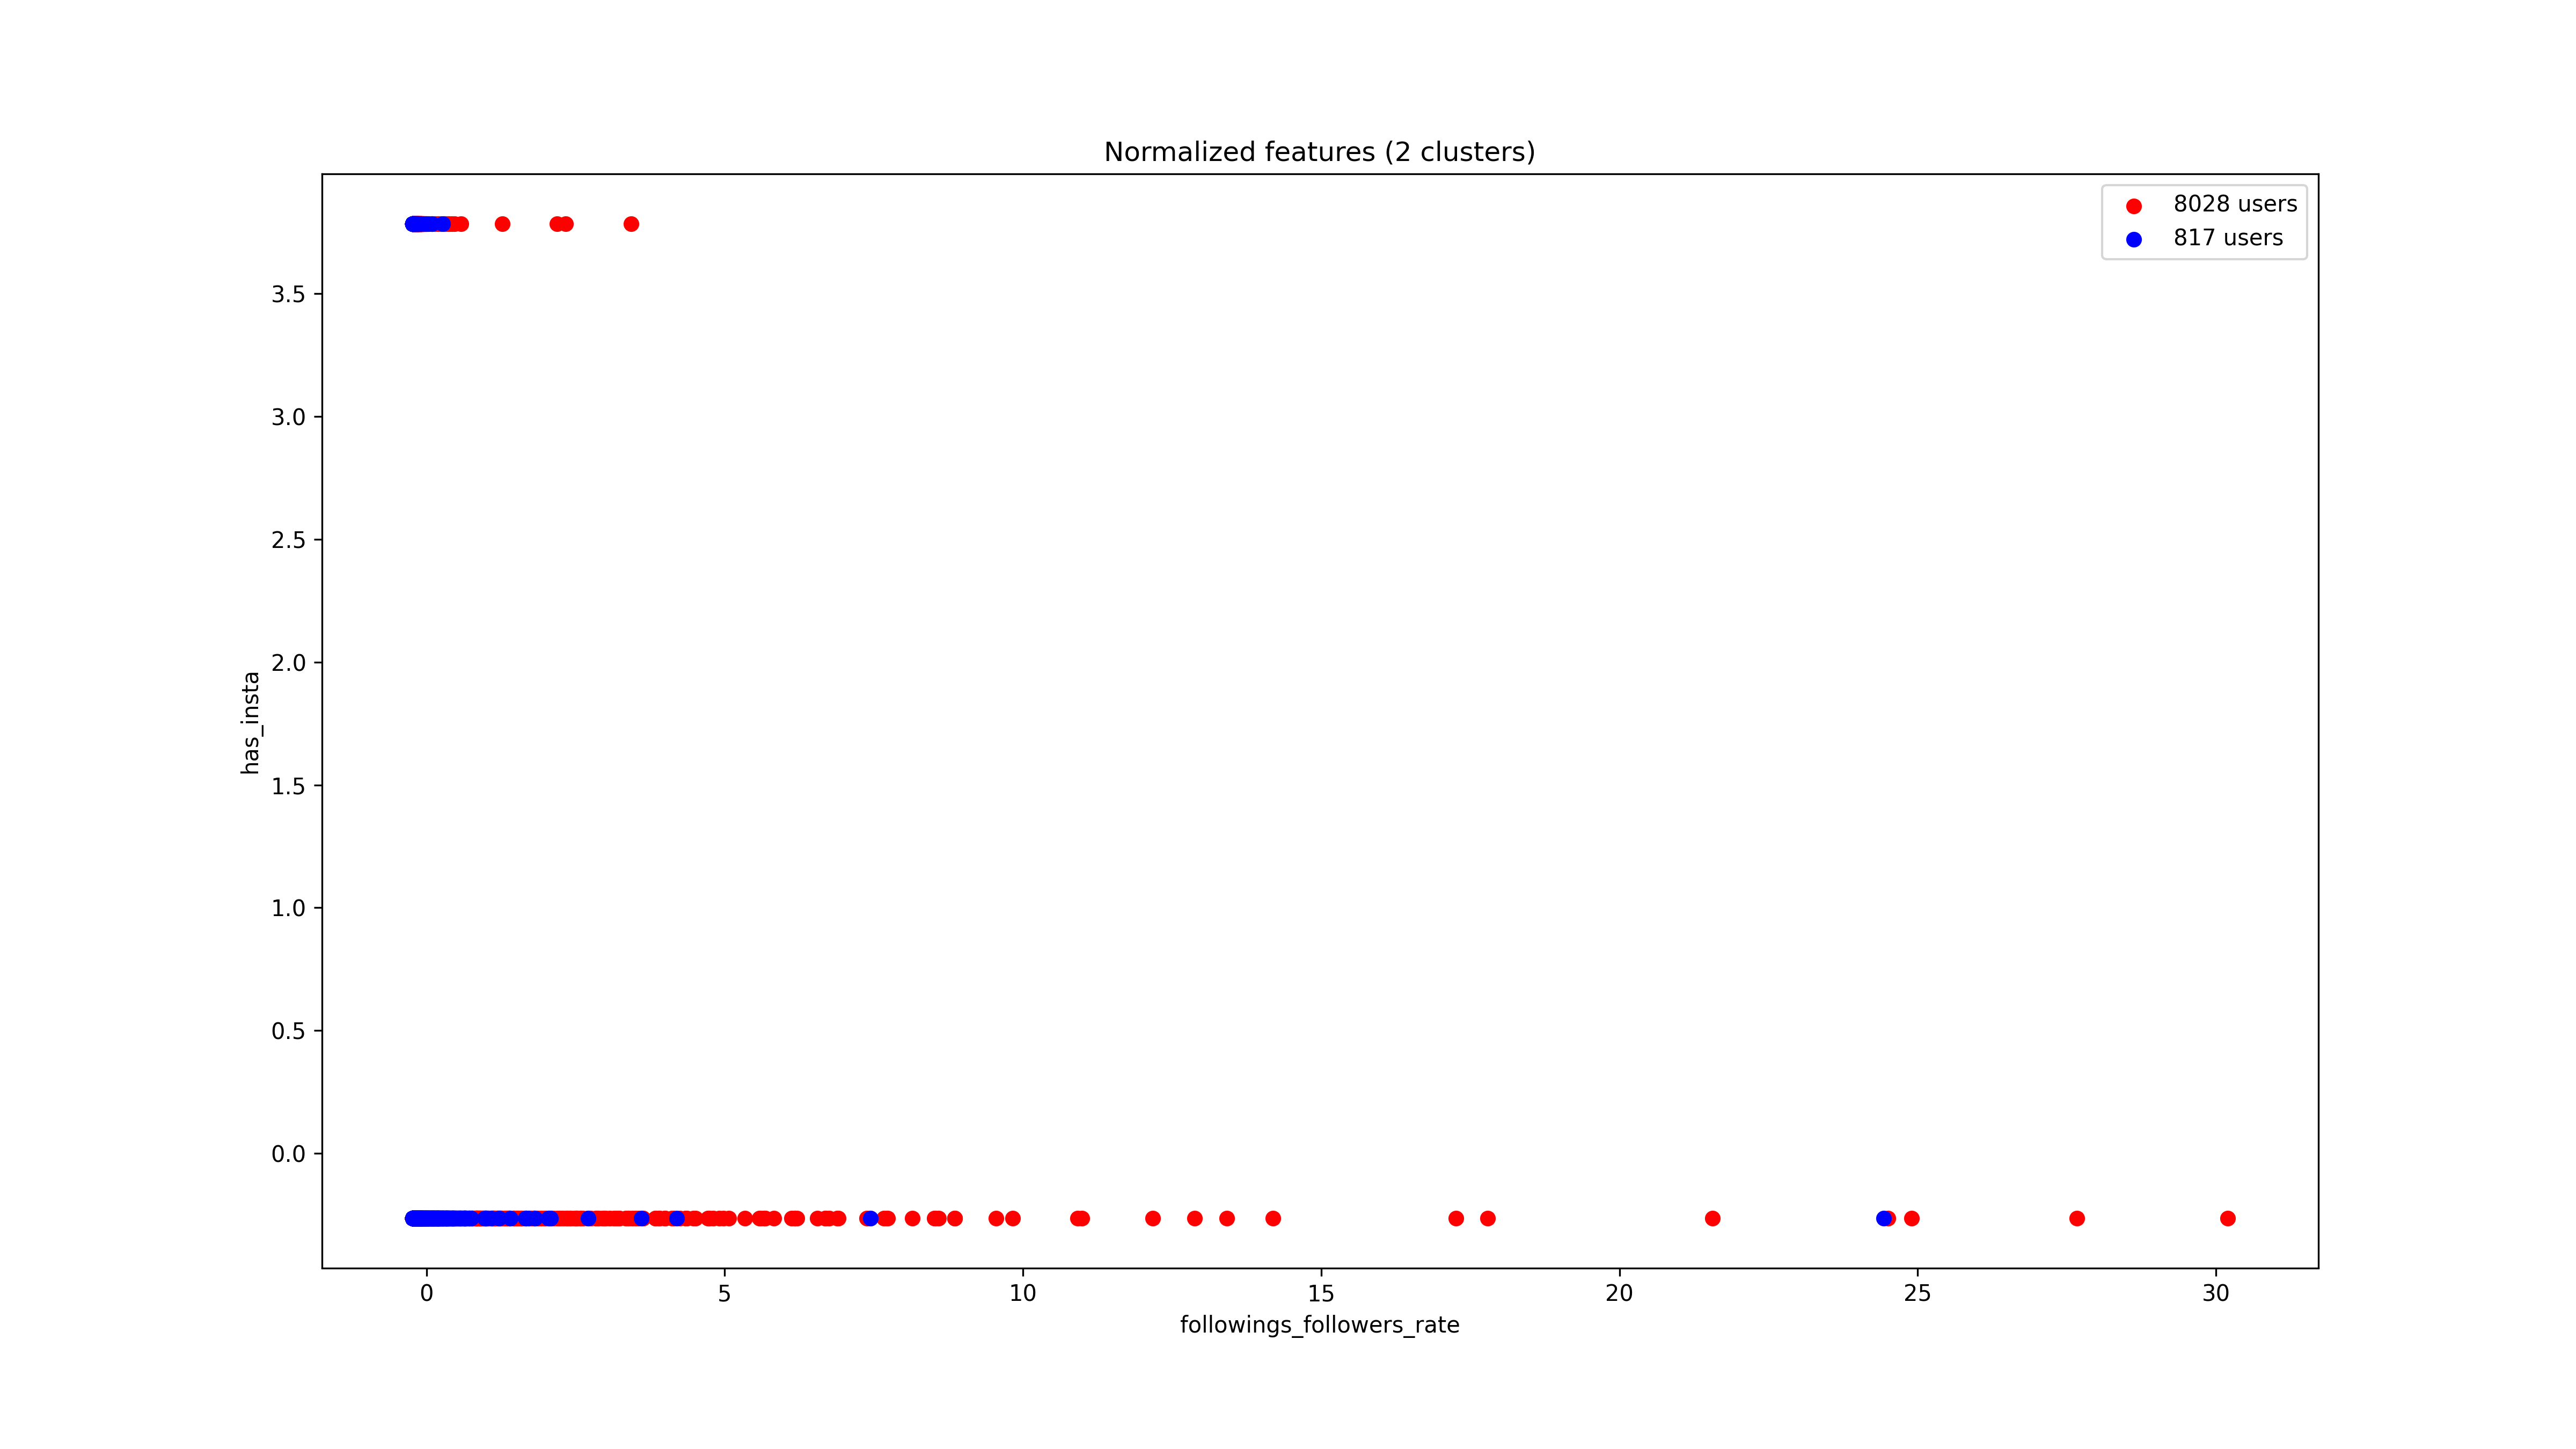 Normalized features (2 clusters)
8028 users
817 users
3.5
3.0
2.5
2.0
1.5
1.0
0.5
0.0
has_insta
0 5 10 15 20 25 30
followings_followers_rate